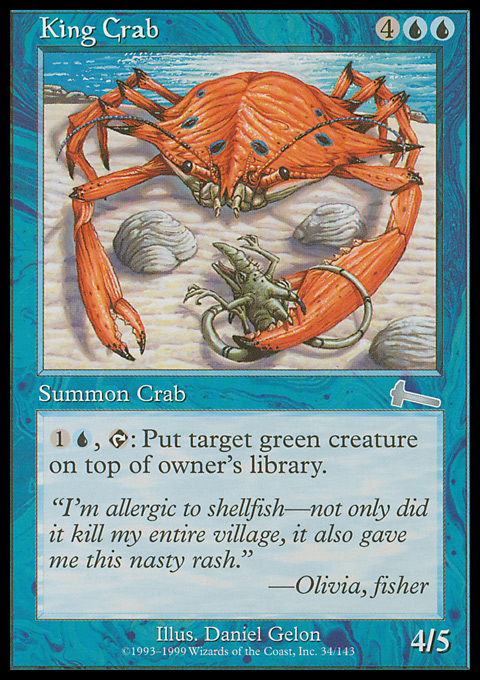 King Crab 4
Summon Crab
1, : Put target green creature
on top of owner's library.
"I'm allergic to shellfish—not only did
it kill my entire village, it also gave
me this nasty rash."
—Olivia, fisher
Illus. Daniel Gelon
©1993-1999 Wizards of the Coast, Inc. 34/143
4/5